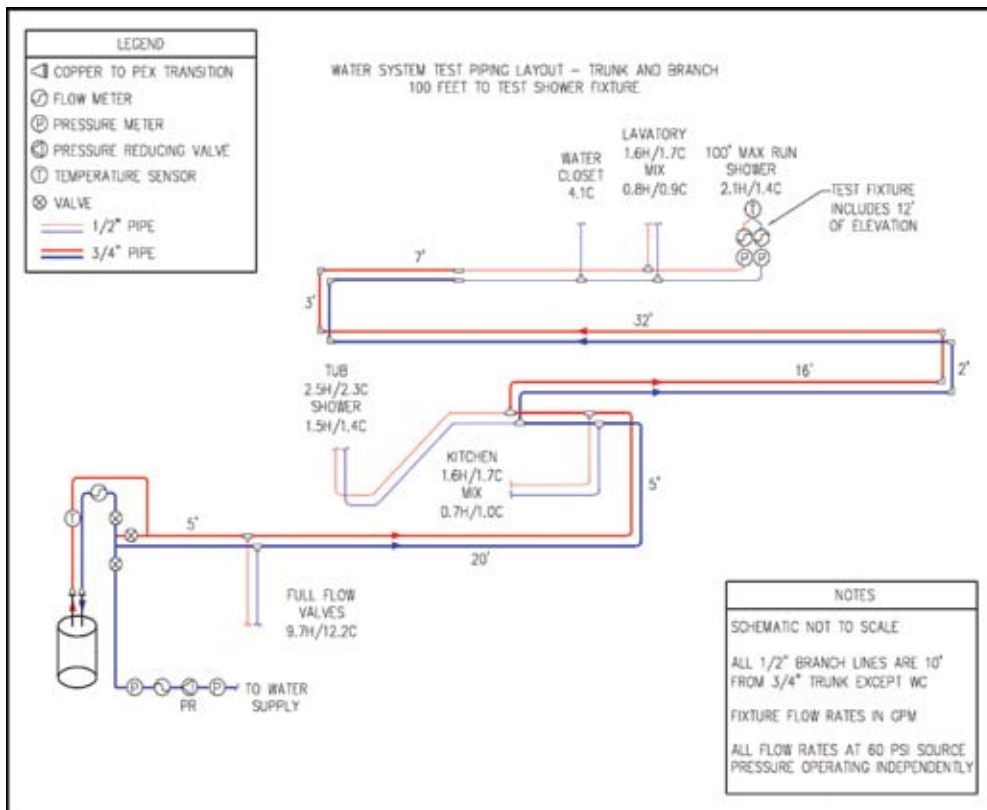 LEGEND
COPPER TO PEX TRANSITION
FLOW METER
P PRESSURE METER
PRESSURE REDUCING VALVE
T TEMPERATURE SENSOR
VALVE
1/2" PIPE
3/4" PIPE
WATER SYSTEM TEST PIPING LAYOUT - TRUNK AND BRANCH
100 FEET TO TEST SHOWER FIXTURE
WATER
CLOSET
4.1C
LAVATORY
1.6H/1.7C
MIX
0.8H/0.9C
100' MAX RUN
SHOWER
2.1H/1.4C
T
P P
TEST FIXTURE
INCLUDES 12'
OF ELEVATION
7'
3'
32'
2'
16'
TUB
2.5H/2.3C
SHOWER
1.5H/1.4C
KITCHEN
1.6H/1.7C
MIX
0.7H/1.0C
5'
T
5'
20'
FULL FLOW
VALVES
9.7H/12.2C
P
P
PR
TO WATER
SUPPLY
NOTES
SCHEMATIC NOT TO SCALE
ALL 1/2" BRANCH LINES ARE 10'
FROM 3/4" TRUNK EXCEPT WC
FIXTURE FLOW RATES IN GPM
ALL FLOW RATES AT 60 PSI SOURCE
PRESSURE OPERATING INDEPENDENTLY